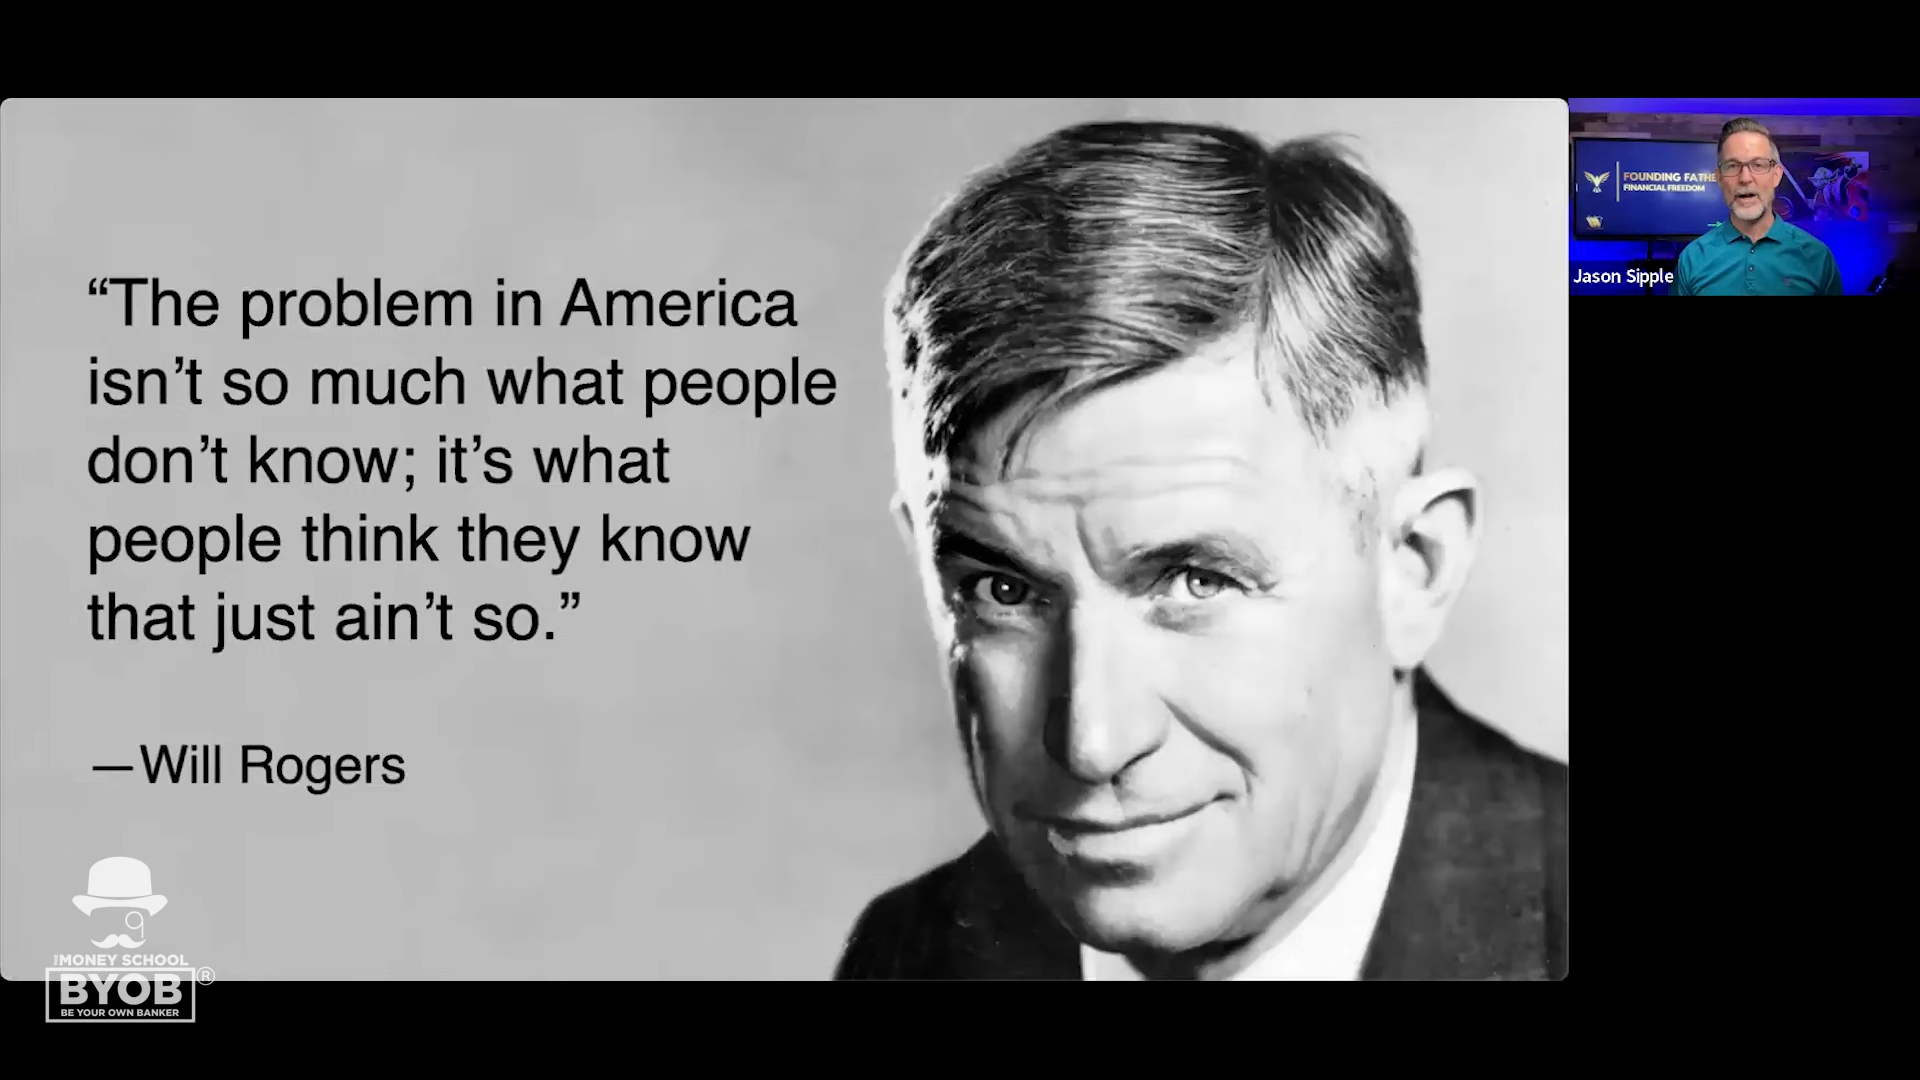 “The problem in America
isn’t so much what people
don’t know; it’s what
people think they know
that just ain’t so.”
—Will Rogers
FOUNDING FATHE
FINANCIAL FREEDOM
Jason Sipple
THE MONEY SCHOOL
BYOB®
BE YOUR OWN BANKER